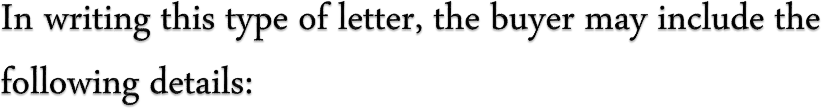 In writing this type of letter, the buyer may include the
following details: